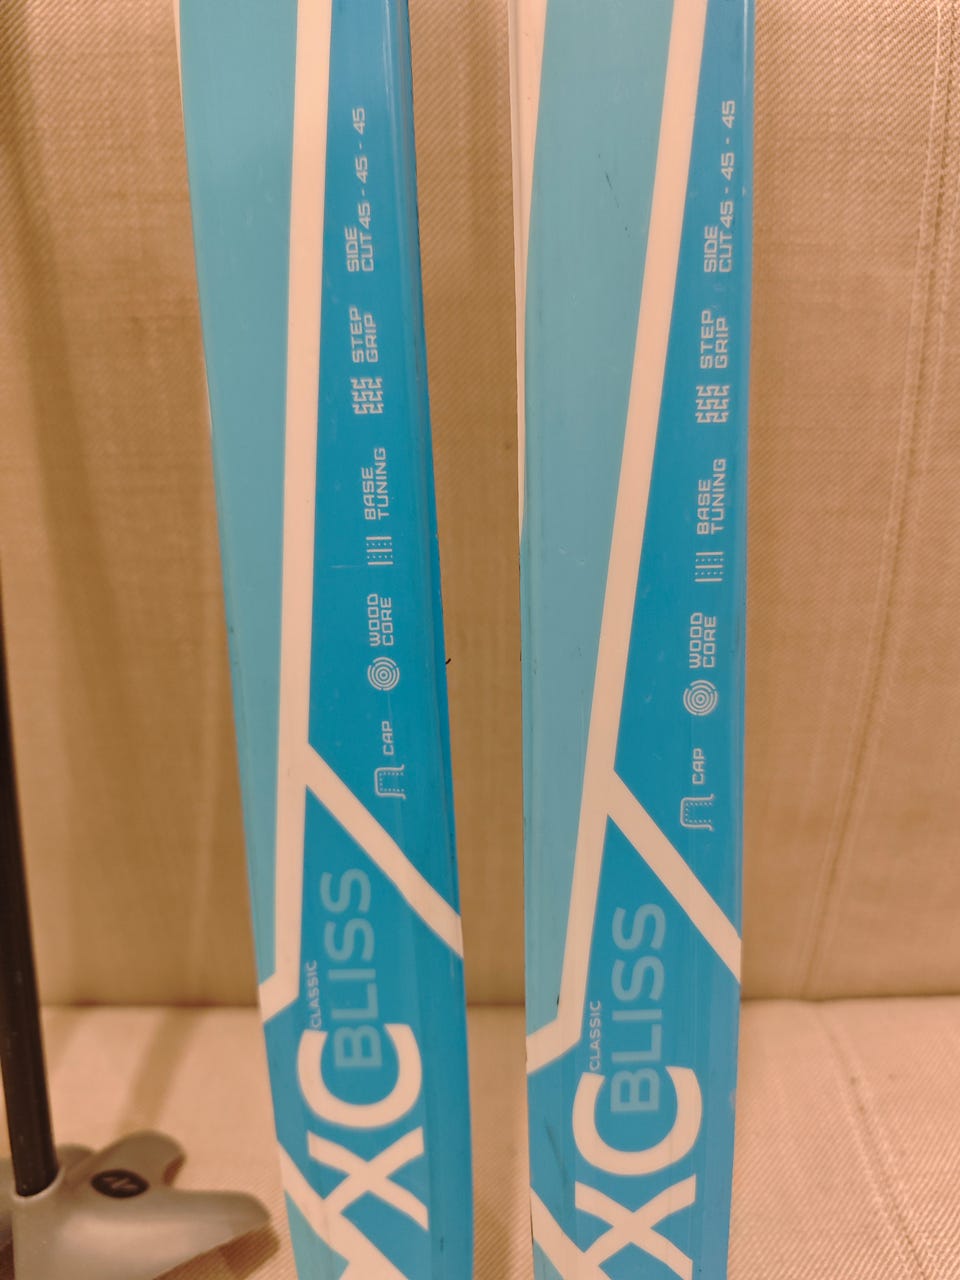 SIDE
CUT 45 - 45 - 45
STEP
GRIP
BASE
TUNING
WOOD
CORE
CAP
CLASSIC
BLISS
XC
SIDE
CUT 45 - 45 - 45
STEP
GRIP
BASE
TUNING
WOOD
CORE
CAP
CLASSIC
BLISS
XC